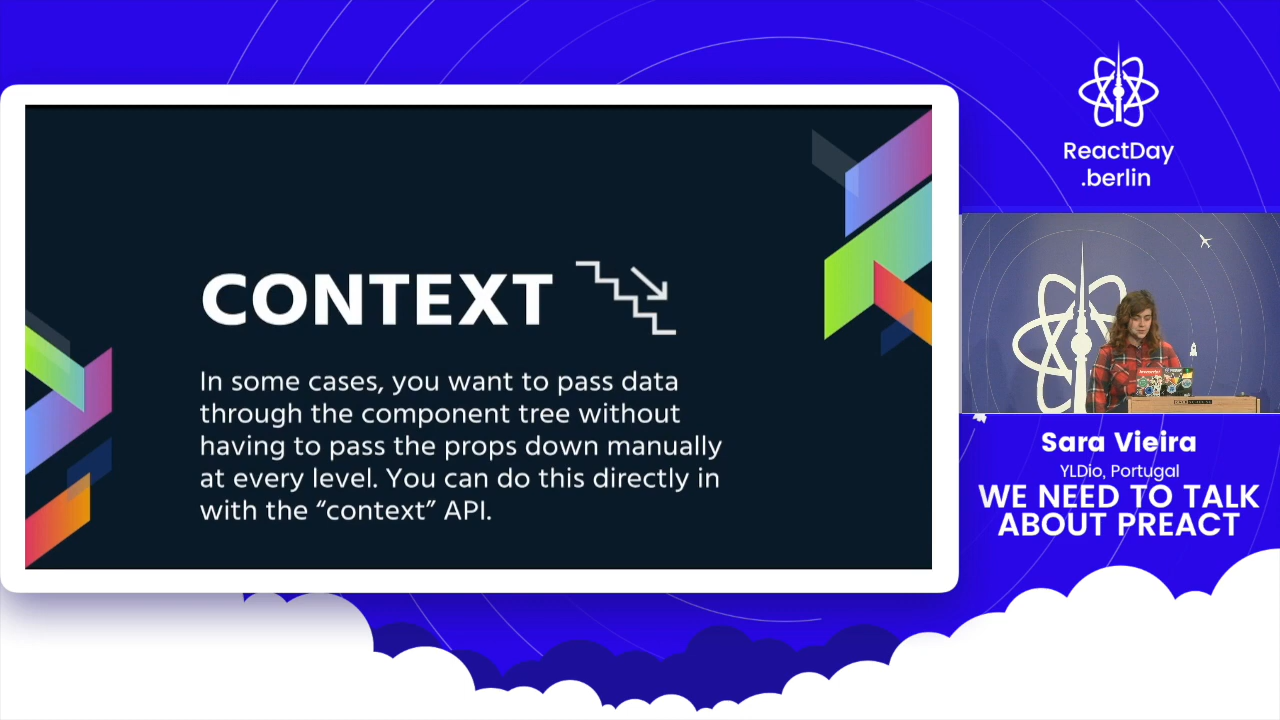 CONTEXT
In some cases, you want to pass data
through the component tree without
having to pass the props down manually
at every level. You can do this directly in
with the “context” API.
ReactDay
.berlin
Sara Vieira
YLDio, Portugal
WE NEED TO TALK
ABOUT PREACT